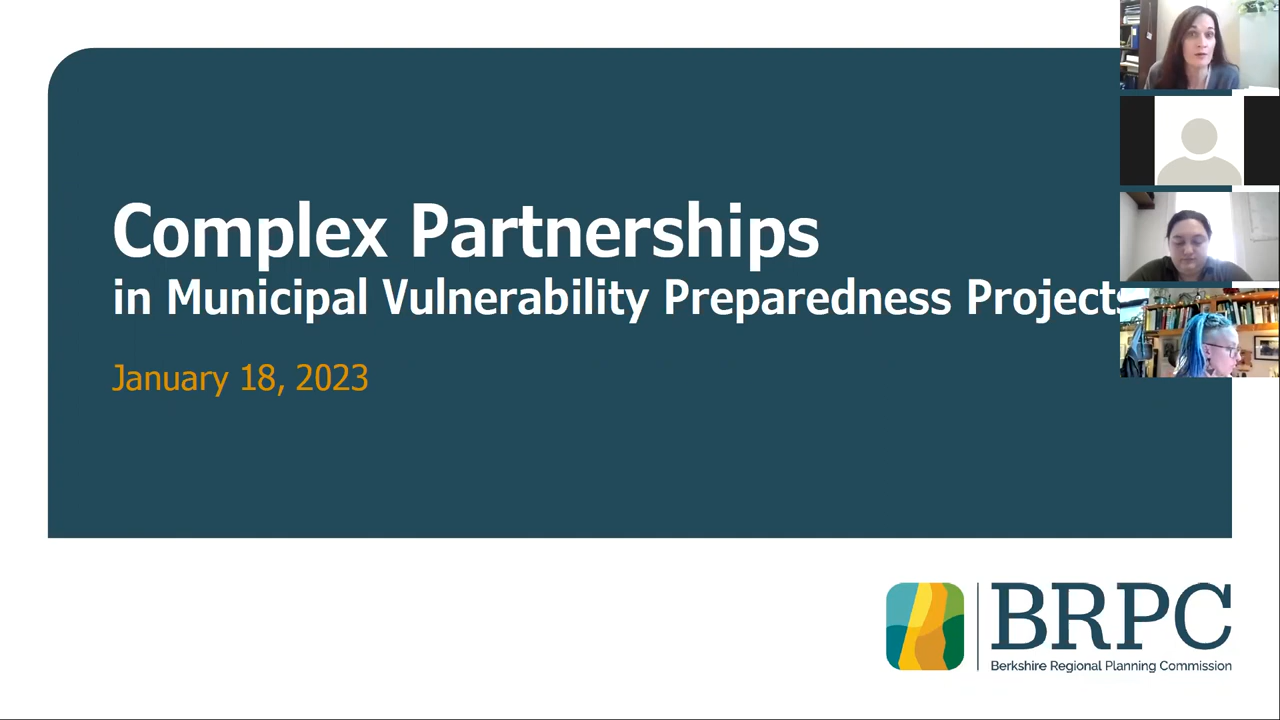 Complex Partnerships
in Municipal Vulnerability Preparedness Projects
January 18, 2023
BRPC
Berkshire Regional Planning Commission